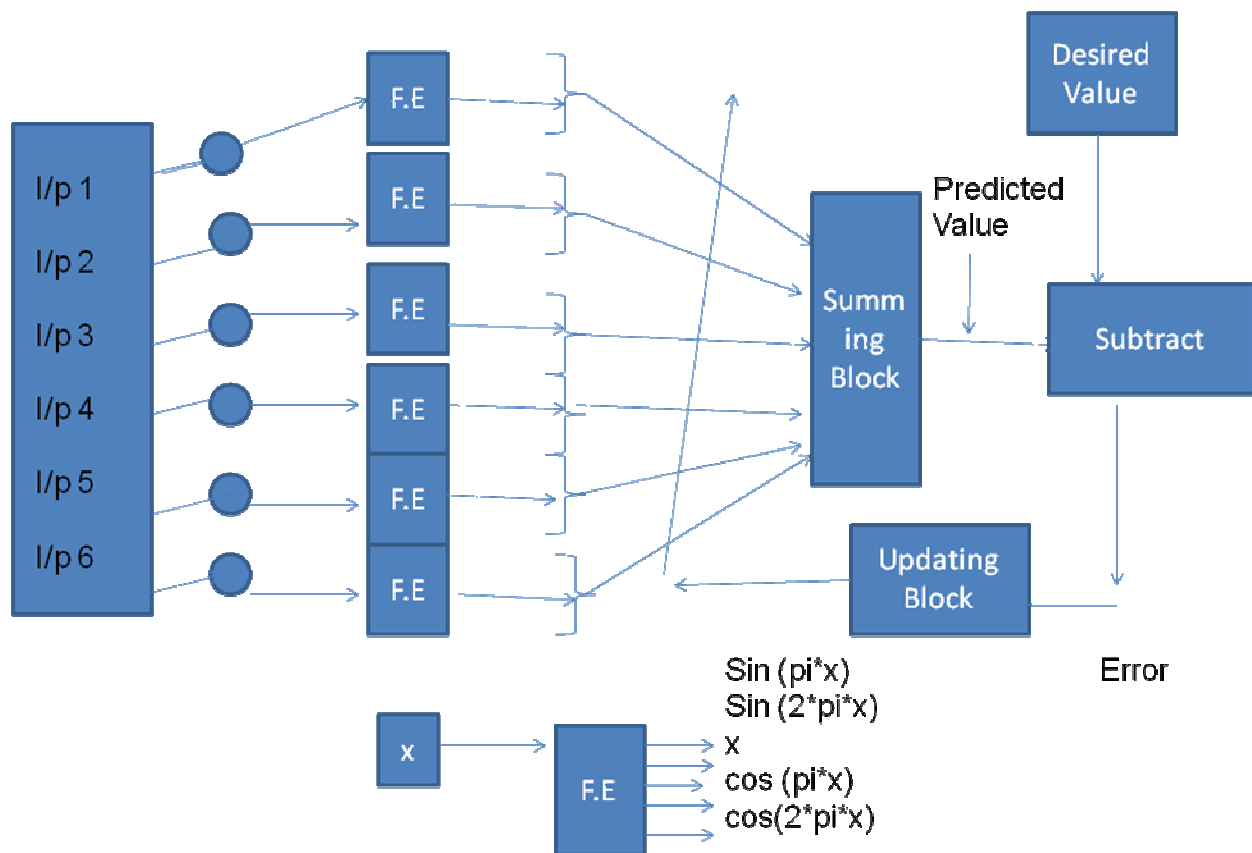 I/p 1
I/p 2
I/p 3
I/p 4
I/p 5
I/p 6
F.E
F.E
F.E
F.E
F.E
F.E
Summ
ing
Block
Predicted
Value
Desired
Value
Subtract
Updating
Block
Error
x
F.E
Sin (pi*x)
Sin (2*pi*x)
x
cos (pi*x)
cos(2*pi*x)